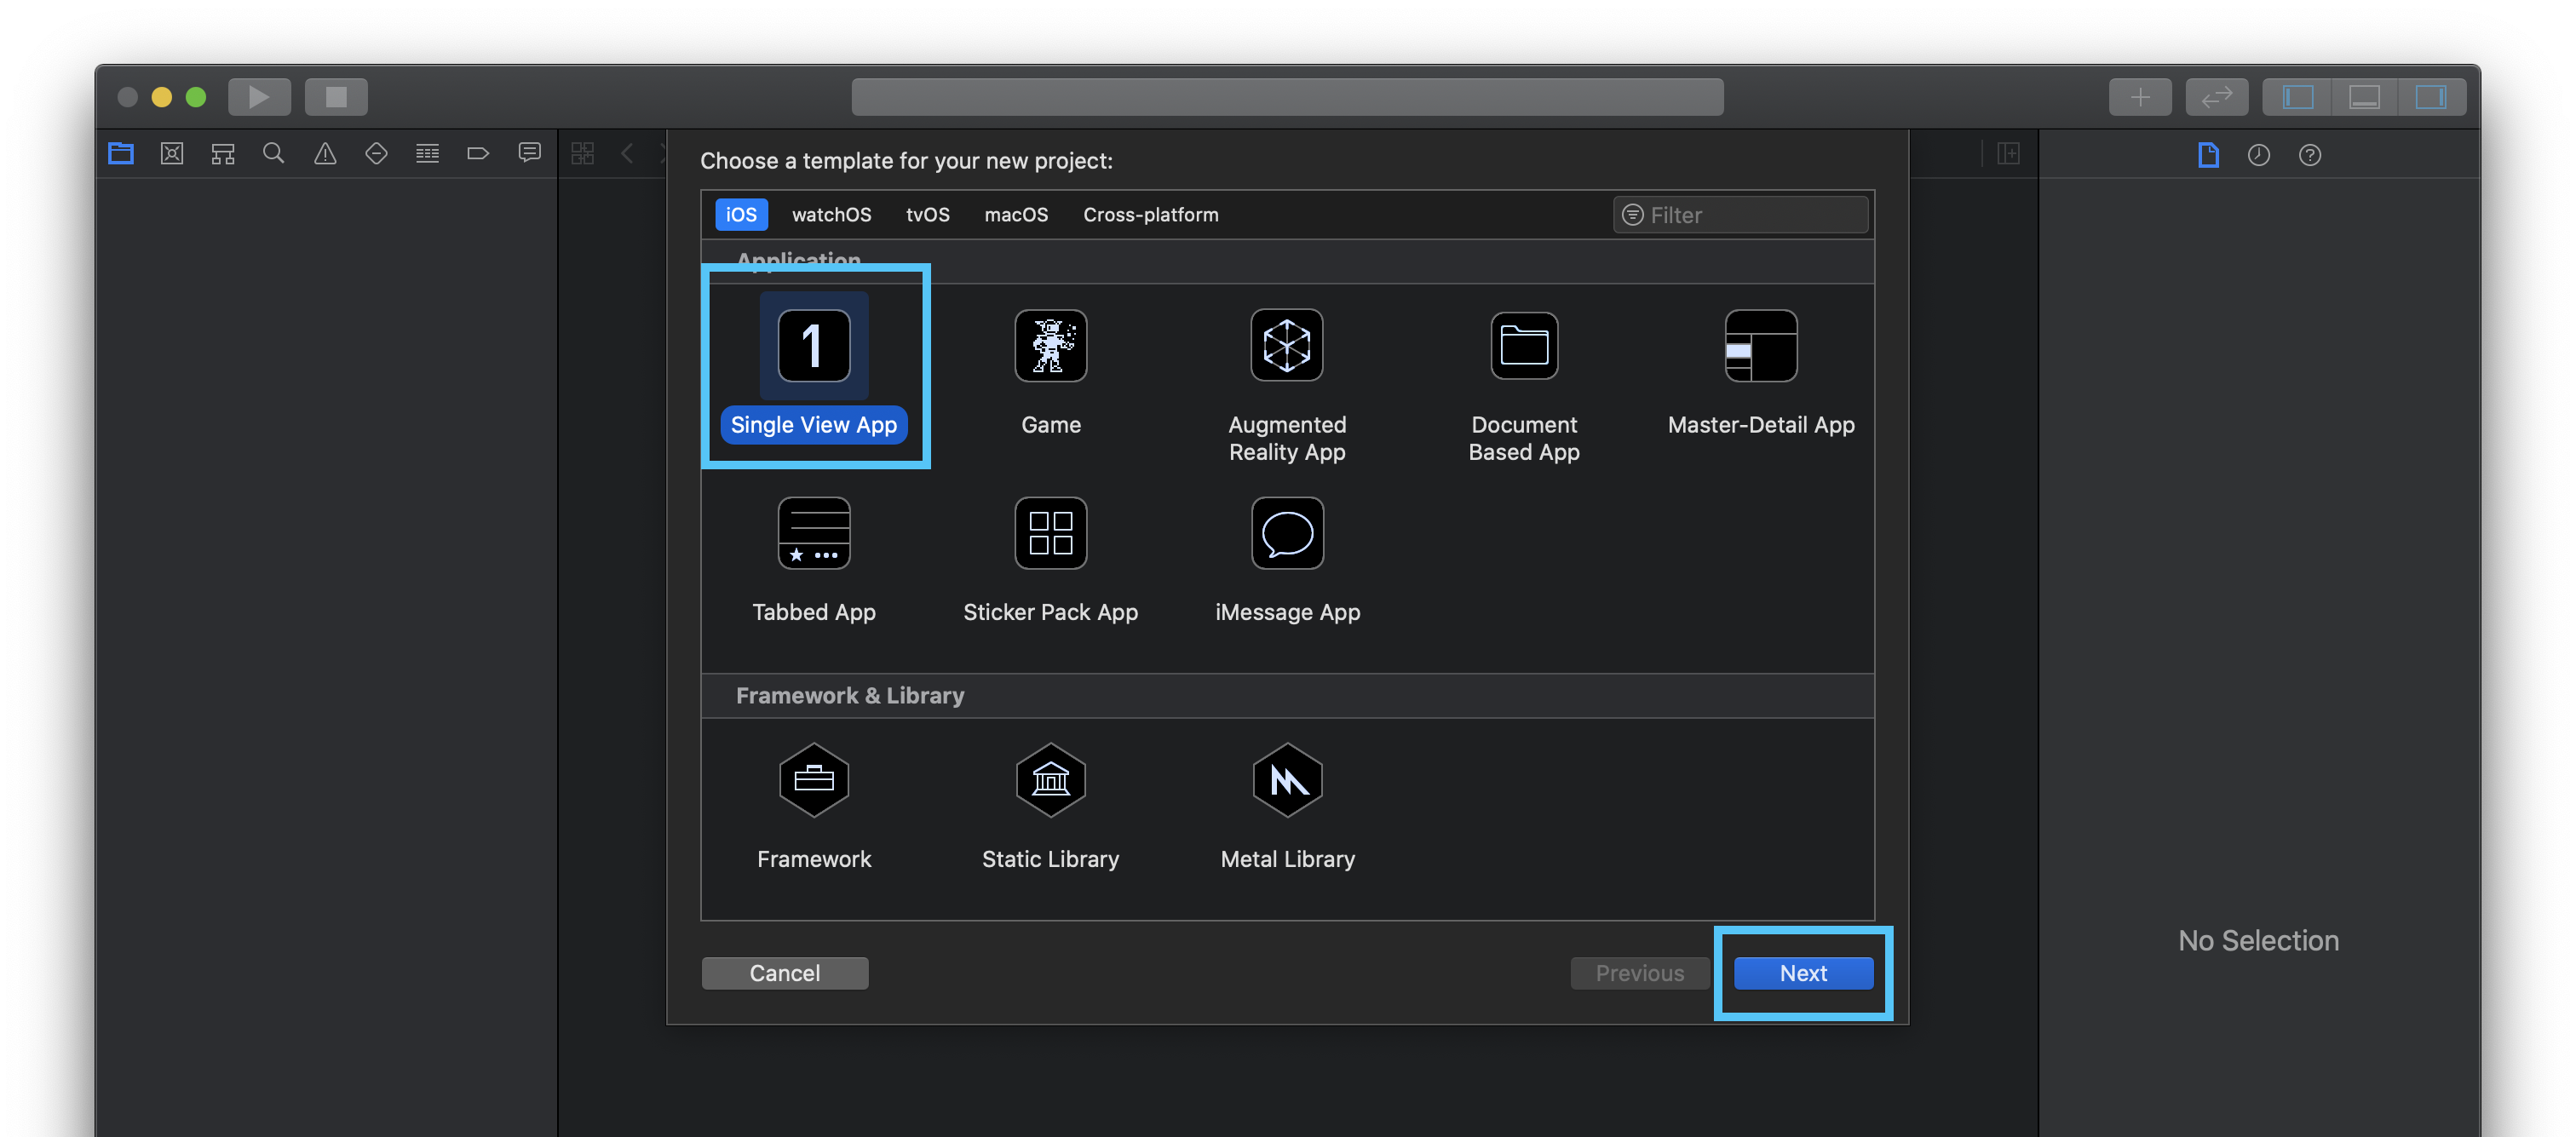 Choose a template for your new project:
iOS watchOS tvOS macOS Cross-platform Filter
Application
1
Single View App Game Augmented Reality App Document Based App Master-Detail App
Tabbed App Sticker Pack App iMessage App
Framework & Library
Framework Static Library Metal Library
No Selection
Cancel Previous Next